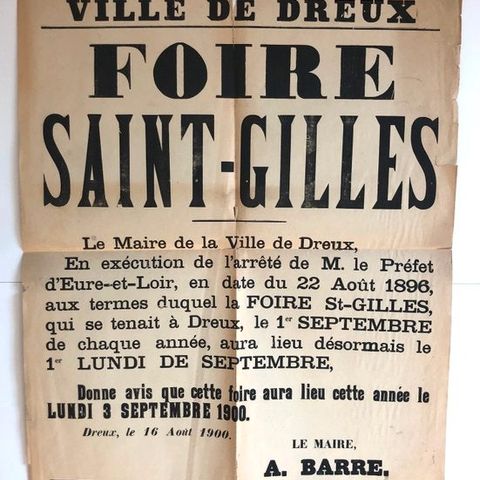 VILLE DE DREUX
FOIRE
SAINT-GILLES
Le Maire de la Ville de Dreux,
En exécution de l'arrêté de M. le Préfet
d'Eure-et-Loir, en date du 22 Août 1896,
aux termes duquel la FOIRE St-GILLES,
qui se tenait à Dreux, le 1er SEPTEMBRE
de chaque année, aura lieu désormais le
1er LUNDI DE SEPTEMBRE,
Donne avis que cette foire aura lieu cette année le
LUNDI 3 SEPTEMBRE 1900.
Dreux, le 16 Août 1900.
LE MAIRE,
A. BARRE.